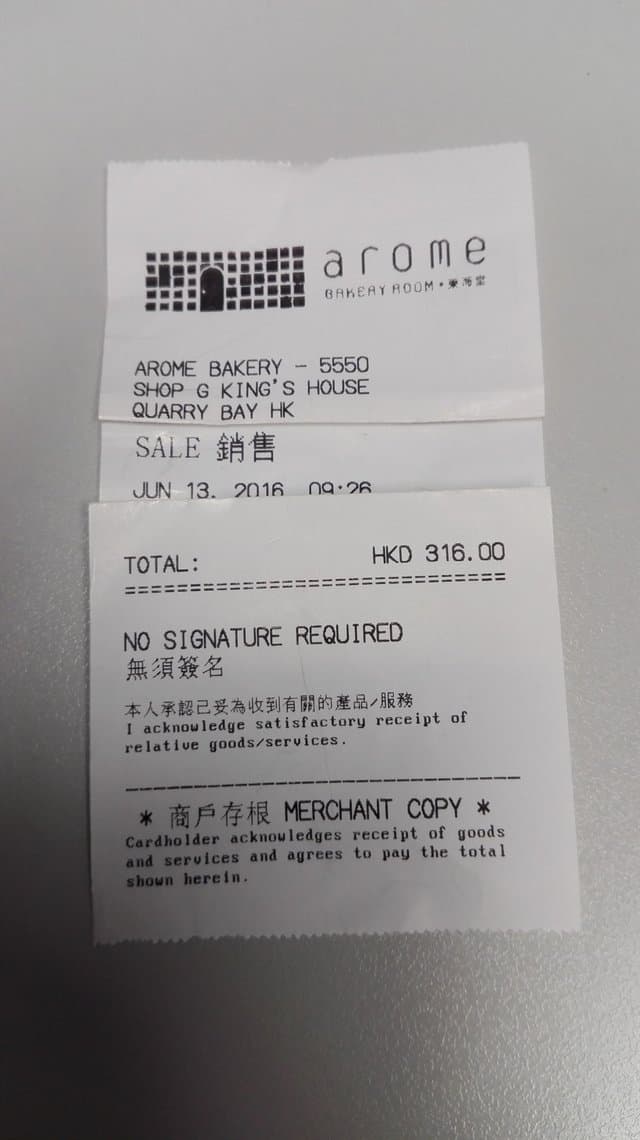 arome
BAKERY ROOM • 東海堂
AROME BAKERY - 5550
SHOP G KING'S HOUSE
QUARRY BAY HK
SALE 銷售
JUN 13, 2016 09:26
TOTAL: HKD 316.00
==============================
NO SIGNATURE REQUIRED
無須簽名
本人承認已妥為收到有關的產品/服務
I acknowledge satisfactory receipt of
relative goods/services.
* 商戶存根 MERCHANT COPY *
Cardholder acknowledges receipt of goods
and services and agrees to pay the total
shown herein.